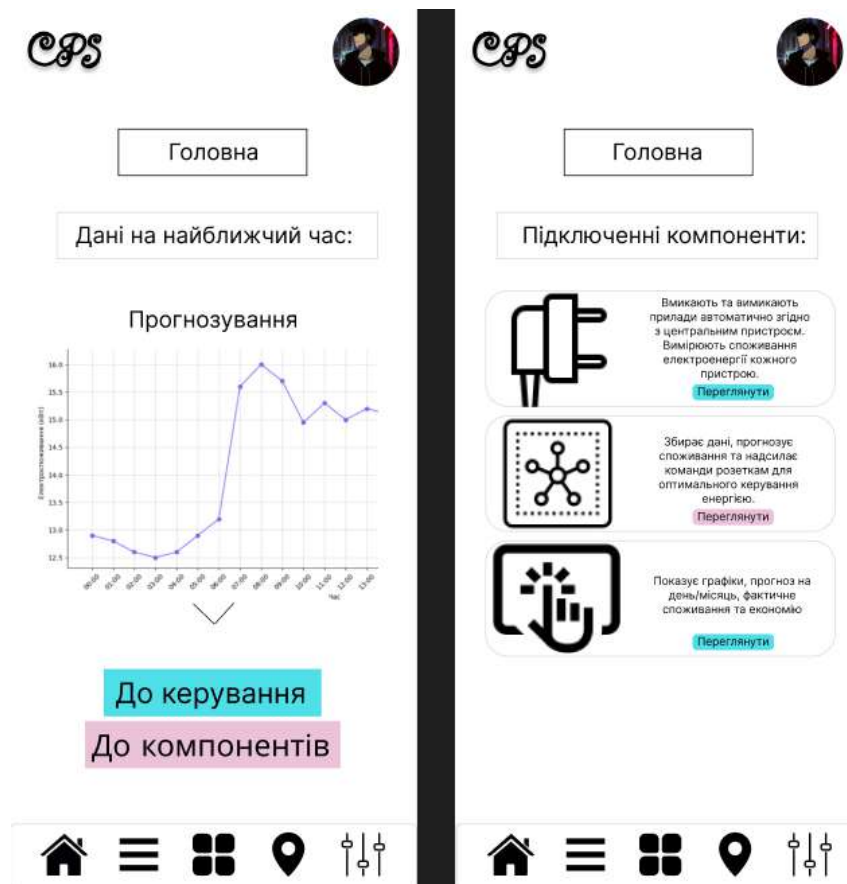 CPS
Головна
Дані на найближчий час:
Прогнозування
Електроспоживання (кВт)
16.0
15.5
15.0
14.5
14.0
13.5
13.0
12.5
00:00
01:00
02:00
03:00
04:00
05:00
06:00
07:00
08:00
09:00
10:00
11:00
12:00
13:00
Час
До керування
До компонентів
CPS
Головна
Підключенні компоненти:
Вмикають та вимикають
прилади автоматично згідно
з центральним пристроєм.
Вимірюють споживання
електроенергії кожного
пристрою.
Переглянути
Збирає дані, прогнозує
споживання та надсилає
команди розеткам для
оптимального керування
енергією.
Переглянути
Показує графіки, прогноз на
день/місяць, фактичне
споживання та економію
Переглянути